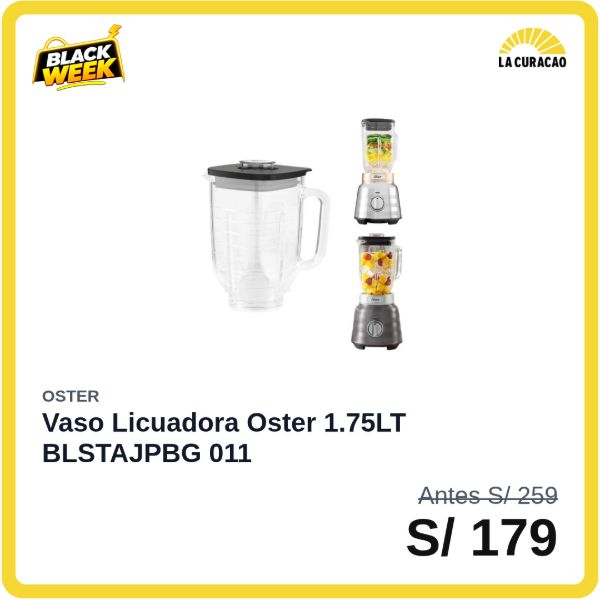 BLACK
WEEK
LA CURACAO
OSTER
Vaso Licuadora Oster 1.75LT
BLSTAJPBG 011
Antes S/ 259
S/ 179